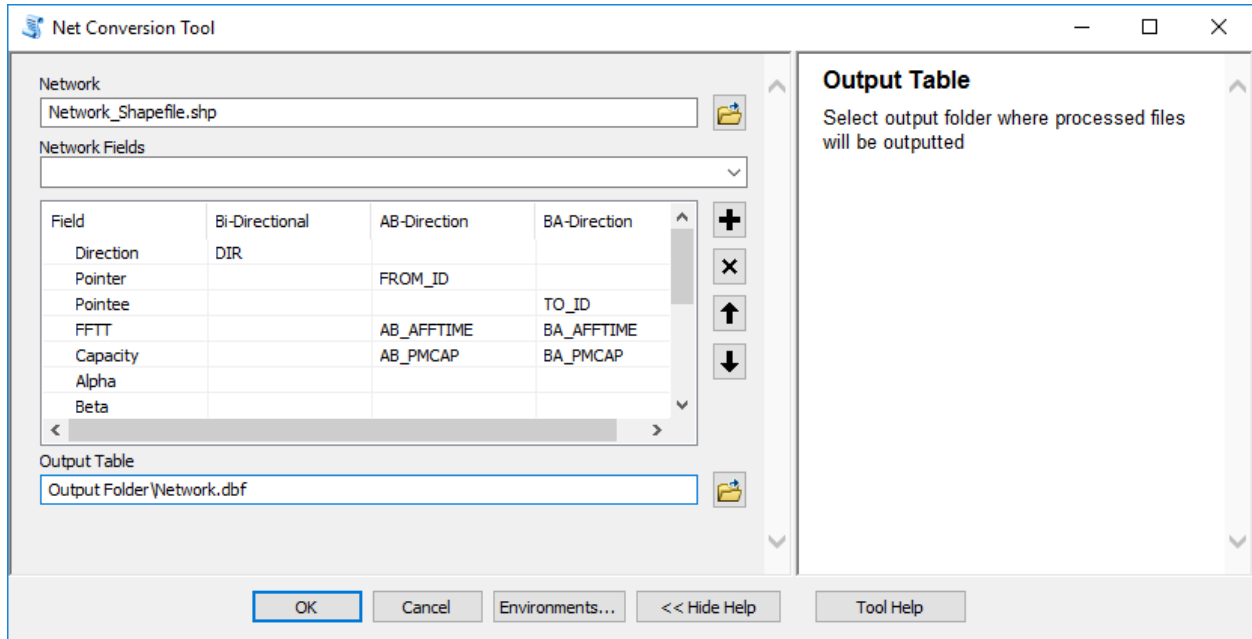 Net Conversion Tool
Network
Network_Shapefile.shp
Network Fields
Field Bi-Directional AB-Direction BA-Direction
Direction DIR
Pointer FROM_ID
Pointee TO_ID
FFTT AB_AFFTIME BA_AFFTIME
Capacity AB_PMCAP BA_PMCAP
Alpha
Beta
Output Table
Output Folder\Network.dbf
OK Cancel Environments... << Hide Help Tool Help
Output Table
Select output folder where processed files
will be outputted